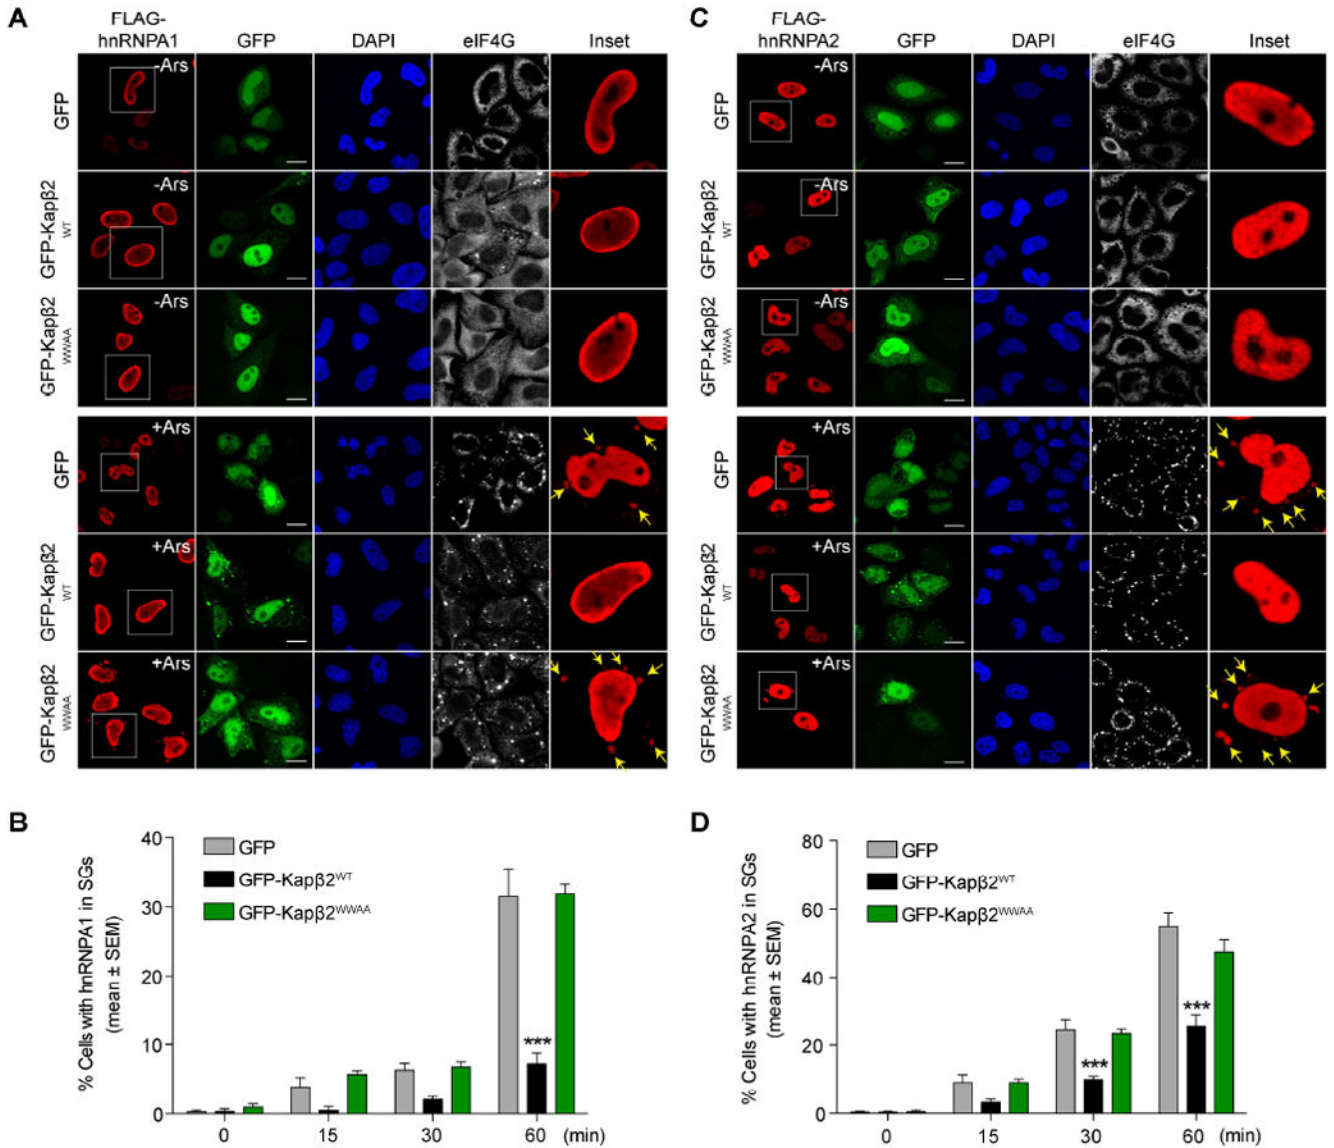 A
FLAG-
hnRNPA1 GFP DAPI eIF4G Inset
GFP -Ars
GFP-Kapβ2 WT -Ars
GFP-Kapβ2 WWAA -Ars
GFP +Ars
GFP-Kapβ2 WT +Ars
GFP-Kapβ2 WWAA +Ars
C
FLAG-
hnRNPA2 GFP DAPI eIF4G Inset
GFP -Ars
GFP-Kapβ2 WT -Ars
GFP-Kapβ2 WWAA -Ars
GFP +Ars
GFP-Kapβ2 WT +Ars
GFP-Kapβ2 WWAA +Ars
B
% Cells with hnRNPA1 in SGs
(mean ± SEM)
40
30
20
10
0
GFP
GFP-Kapβ2WT
GFP-Kapβ2WWAA
***
0 15 30 60 (min)
D
% Cells with hnRNPA2 in SGs
(mean ± SEM)
80
60
40
20
0
GFP
GFP-Kapβ2WT
GFP-Kapβ2WWAA
***
***
0 15 30 60 (min)